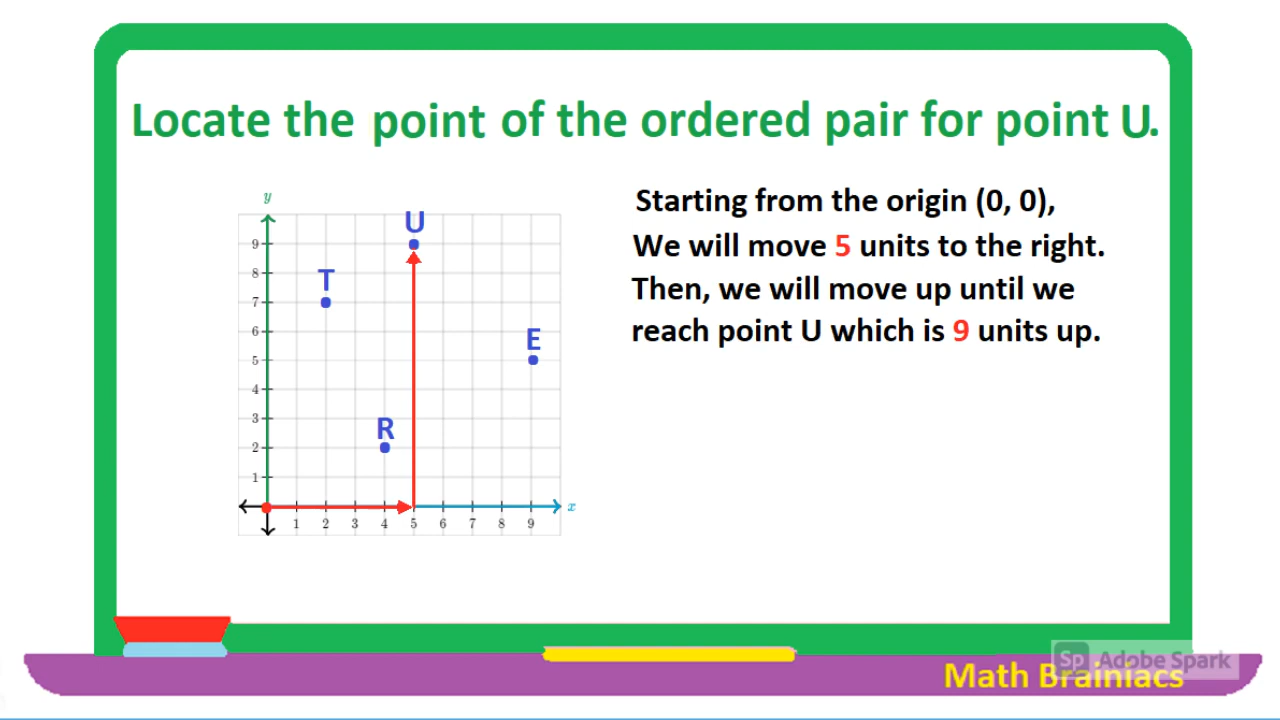 Locate the point of the ordered pair for point U.
Starting from the origin (0, 0),
We will move 5 units to the right.
Then, we will move up until we
reach point U which is 9 units up.
y
U
9
8
T
7
6
E
5
4
3
R
2
1
x
1 2 3 4 5 6 7 8 9
Sp Adobe Spark
Math Brainiacs